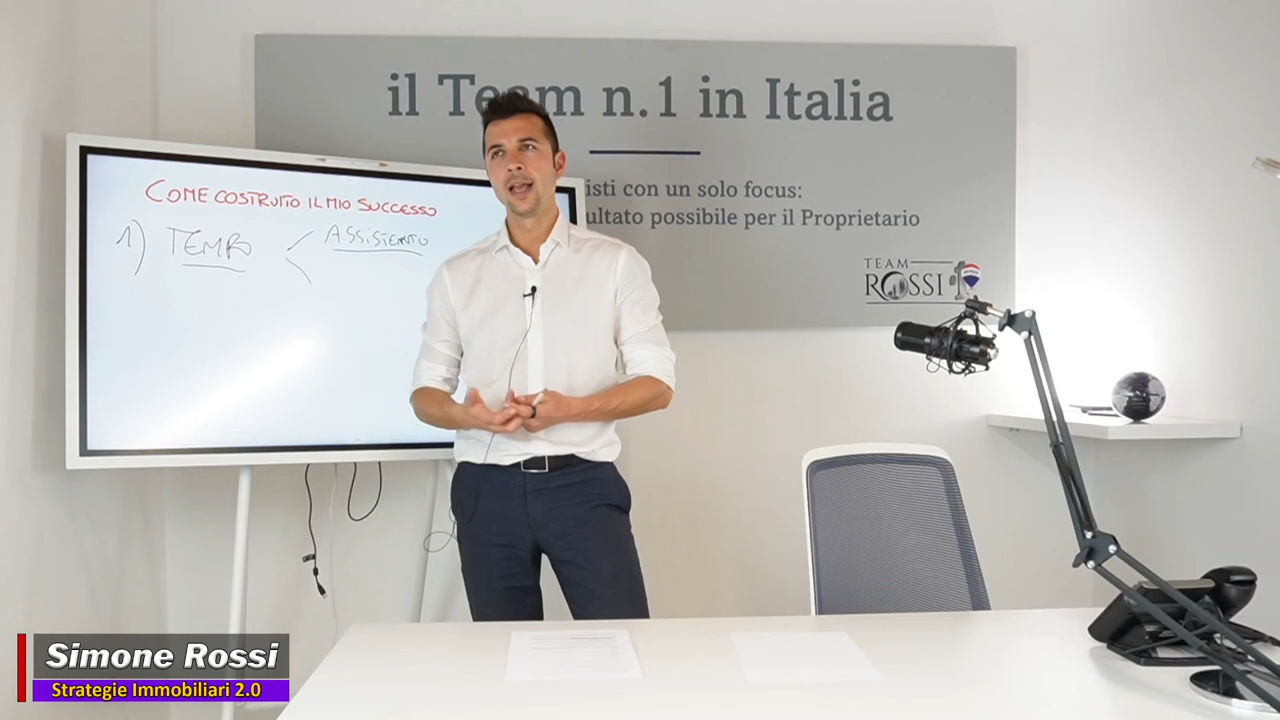 il Team n.1 in Italia
isti con un solo focus:
ultato possibile per il Proprietario
TEAM
ROSSI
COME COSTRUITO IL MIO SUCCESSO
1) TEMPO
ASSISTENTO
Simone Rossi
Strategie Immobiliari 2.0